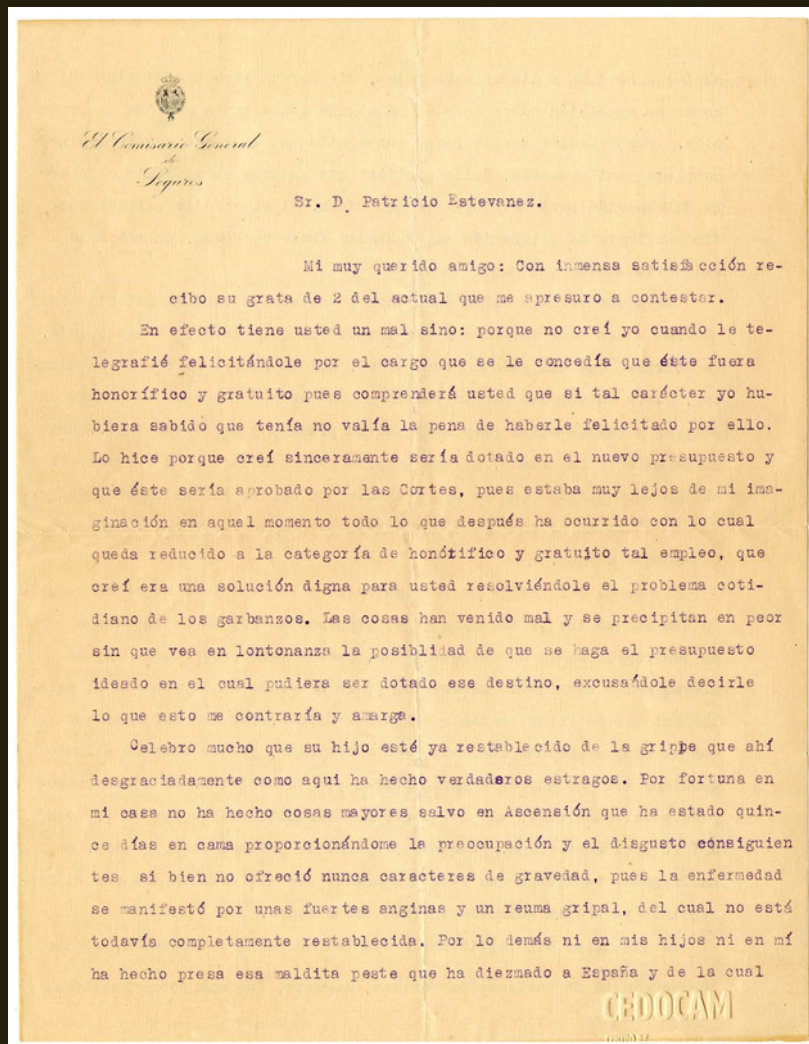 El Comisario General
de
Seguros
Sr. D. Patricio Estevanez.
Mi muy querido amigo: Con inmensa satisfacción re-
cibo su grata de 2 del actual que me apresuro a contestar.
En efecto tiene usted un mal sino: porque no creí yo cuando le te-
legrafié felicitándole por el cargo que se le concedía que éste fuera
honorífico y gratuito pues comprenderá usted que si tal carácter yo hu-
biera sabido que tenía no valía la pena de haberle felicitado por ello.
Lo hice porque creí sinceramente sería dotado en el nuevo presupuesto y
que éste sería aprobado por las Cortes, pues estaba muy lejos de mi ima-
ginación en aquel momento todo lo que después ha ocurrido con lo cual
queda reducido a la categoría de honótifico y gratuito tal empleo, que
creí era una solución digna para usted resolviéndole el problema coti-
diano de los garbanzos. Las cosas han venido mal y se precipitan en peor
sin que vea en lontonanza la posiblidad de que se haga el presupuesto
ideado en el cual pudiera ser dotado ese destino, excusándole decirle
lo que esto me contraría y amarga.
Celebro mucho que su hijo esté ya restablecido de la grippe que ahí
desgraciadamente como aqui ha hecho verdaderos estragos. Por fortuna en
mi casa no ha hecho cosas mayores salvo en Ascensión que ha estado quin-
ce días en cama proporcionándome la preocupación y el disgusto consiguien
tes si bien no ofreció nunca caracteres de gravedad, pues la enfermedad
se manifestó por unas fuertes anginas y un reuma gripal, del cual no está
todavía completamente restablecida. Por lo demás ni en mis hijos ni en mí
ha hecho presa esa maldita peste que ha diezmado a España y de la cual
CEDOCAM